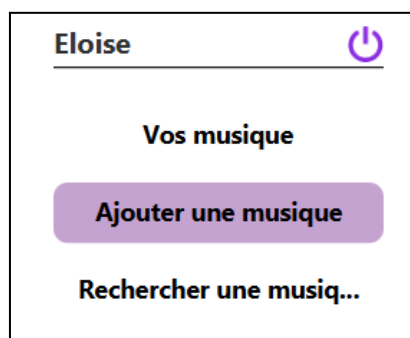 Eloise
Vos musique
Ajouter une musique
Rechercher une musiq...